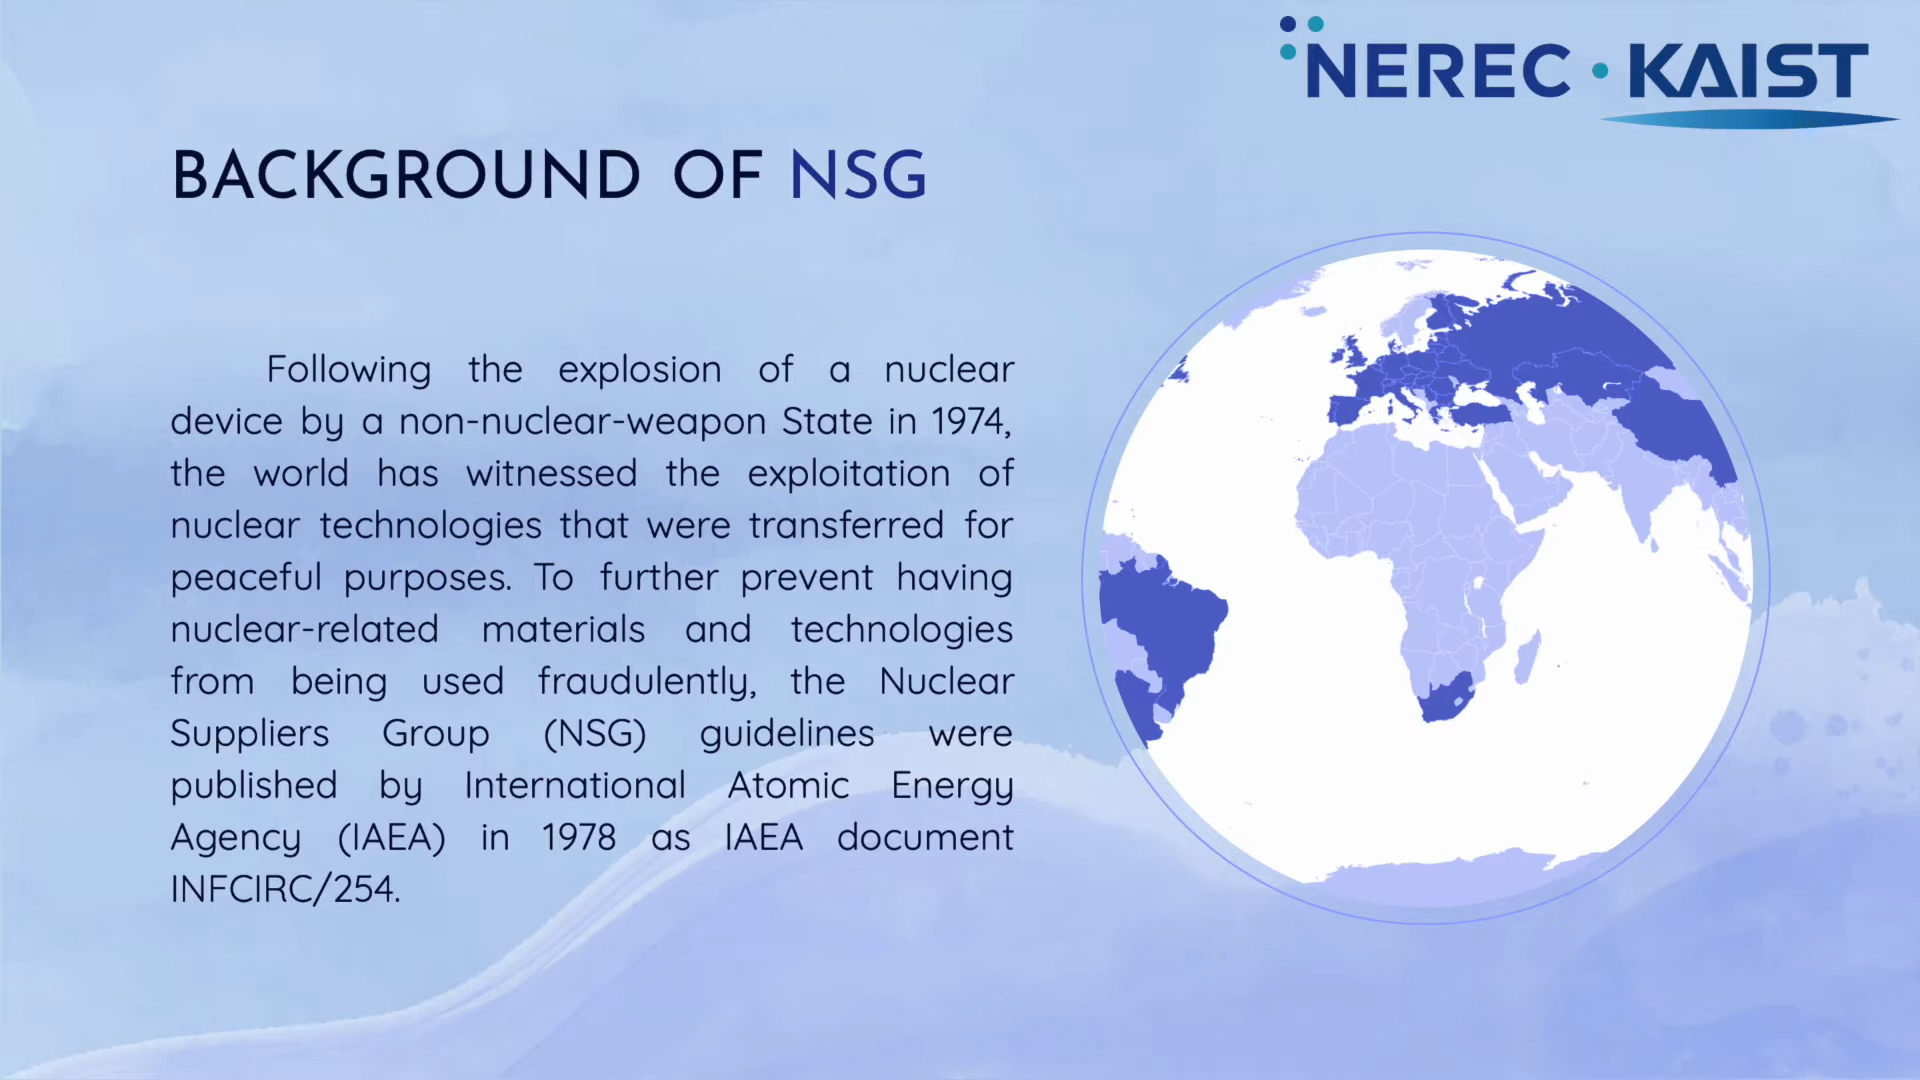 NEREC · KAIST
BACKGROUND OF NSG
Following the explosion of a nuclear
device by a non-nuclear-weapon State in 1974,
the world has witnessed the exploitation of
nuclear technologies that were transferred for
peaceful purposes. To further prevent having
nuclear-related materials and technologies
from being used fraudulently, the Nuclear
Suppliers Group (NSG) guidelines were
published by International Atomic Energy
Agency (IAEA) in 1978 as IAEA document
INFCIRC/254.